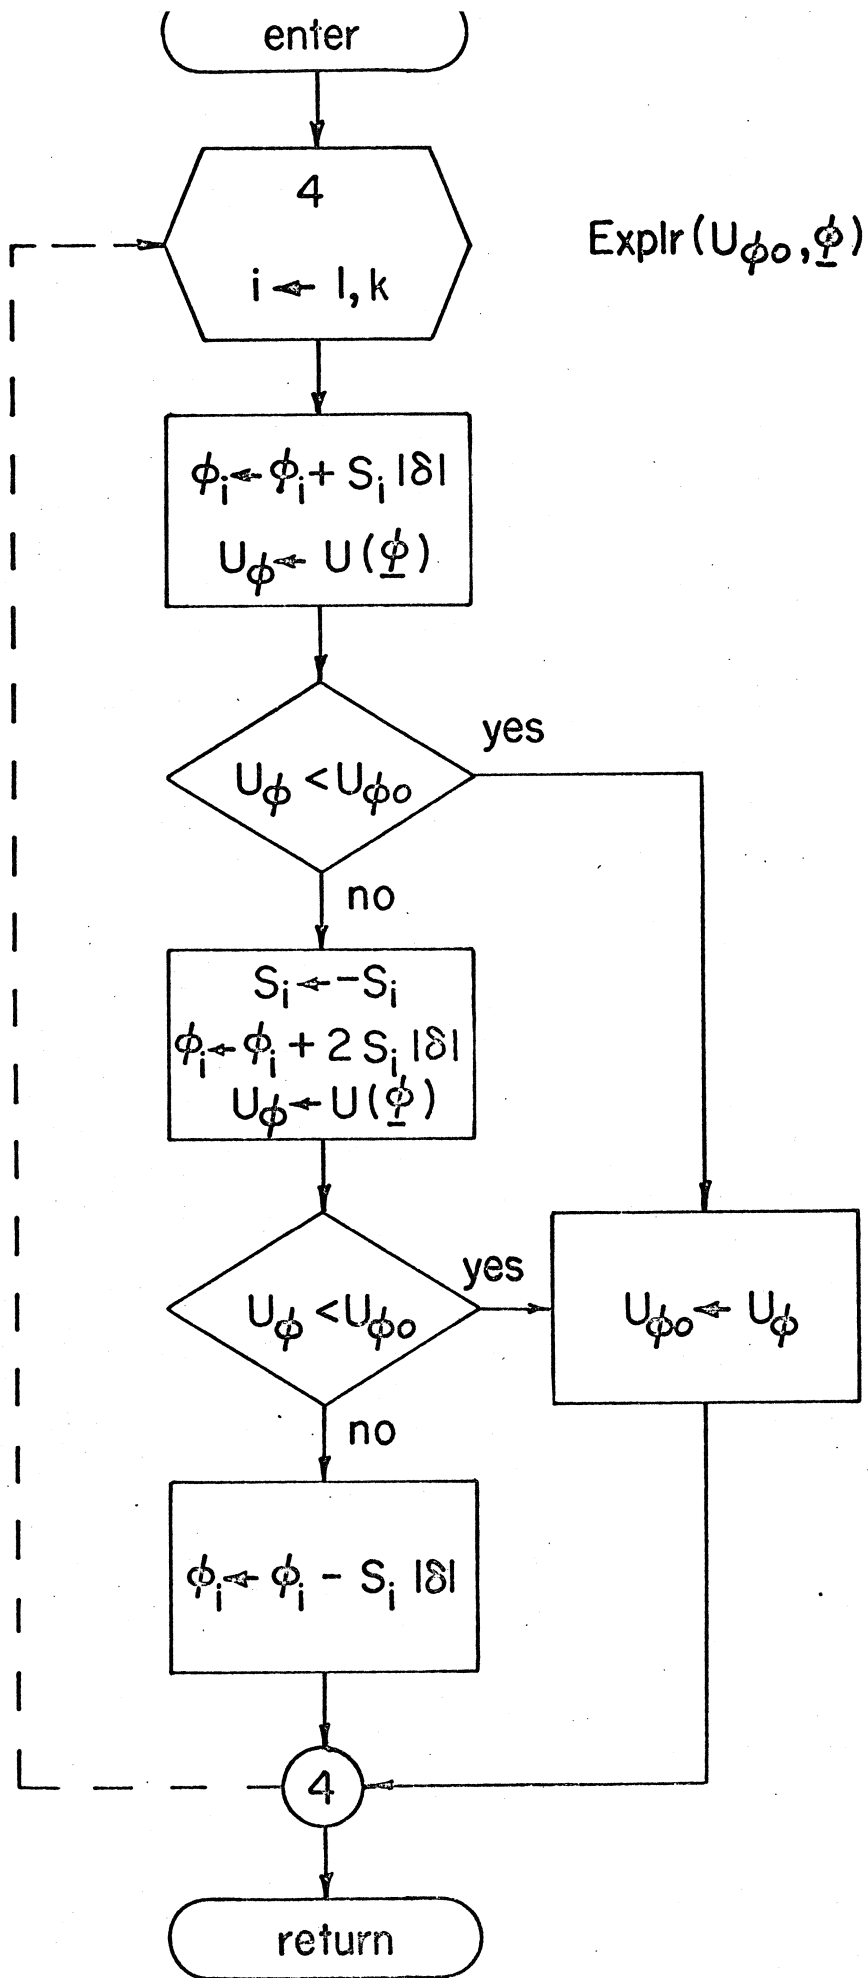 enter
4
i ← 1, k
Explr(Uϕo, ϕ)
ϕi ← ϕi + Si |δ|
Uϕ ← U(ϕ)
yes
Uϕ < Uϕo
no
Si ← -Si
ϕi ← ϕi + 2 Si |δ|
Uϕ ← U(ϕ)
yes
Uϕ < Uϕo
Uϕo ← Uϕ
no
ϕi ← ϕi - Si |δ|
4
return